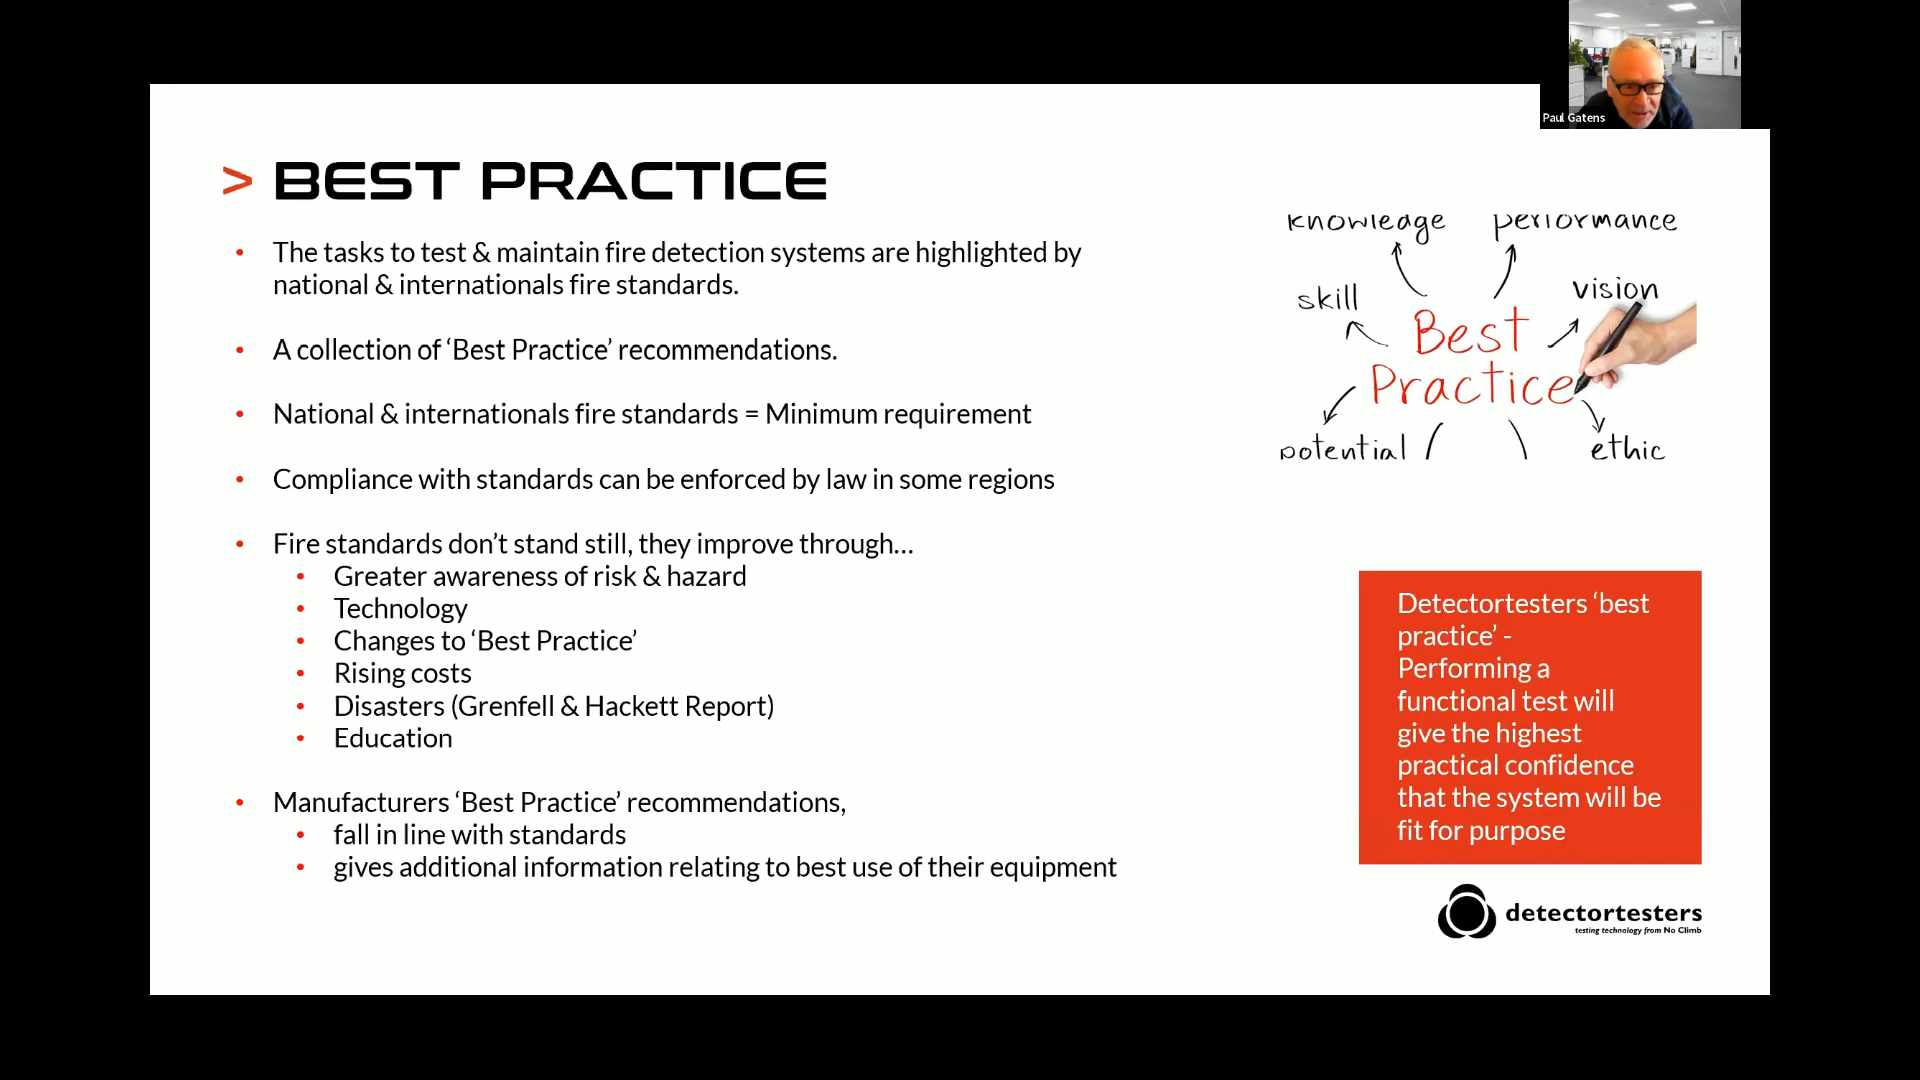 Paul Gatens
> BEST PRACTICE
• The tasks to test & maintain fire detection systems are highlighted by
national & internationals fire standards.
• A collection of ‘Best Practice’ recommendations.
• National & internationals fire standards = Minimum requirement
• Compliance with standards can be enforced by law in some regions
• Fire standards don’t stand still, they improve through…
• Greater awareness of risk & hazard
• Technology
• Changes to ‘Best Practice’
• Rising costs
• Disasters (Grenfell & Hackett Report)
• Education
• Manufacturers ‘Best Practice’ recommendations,
• fall in line with standards
• gives additional information relating to best use of their equipment
knowledge performance
skill vision
Best
Practice
potential ethic
Detectortesters ‘best
practice’ -
Performing a
functional test will
give the highest
practical confidence
that the system will be
fit for purpose
detectortesters
testing technology from No Climb